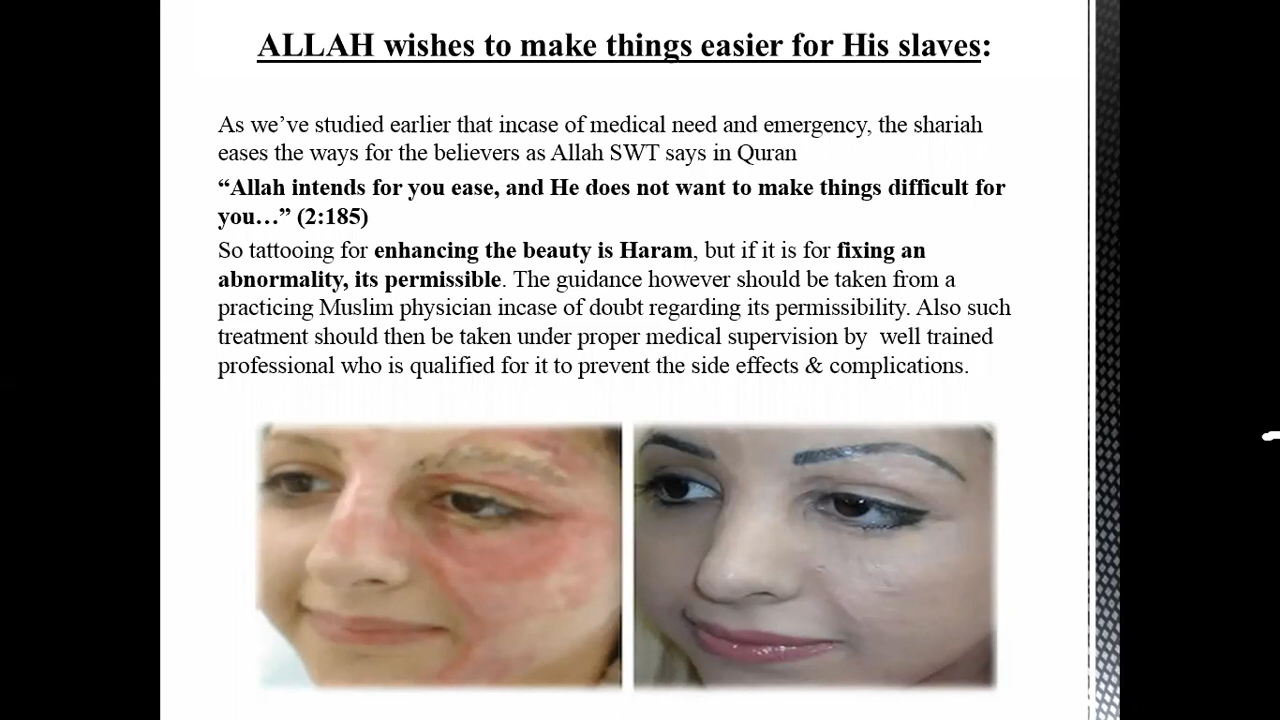 ALLAH wishes to make things easier for His slaves:
As we’ve studied earlier that incase of medical need and emergency, the shariah
eases the ways for the believers as Allah SWT says in Quran
“Allah intends for you ease, and He does not want to make things difficult for
you…” (2:185)
So tattooing for enhancing the beauty is Haram, but if it is for fixing an
abnormality, its permissible. The guidance however should be taken from a
practicing Muslim physician incase of doubt regarding its permissibility. Also such
treatment should then be taken under proper medical supervision by  well trained
professional who is qualified for it to prevent the side effects & complications.